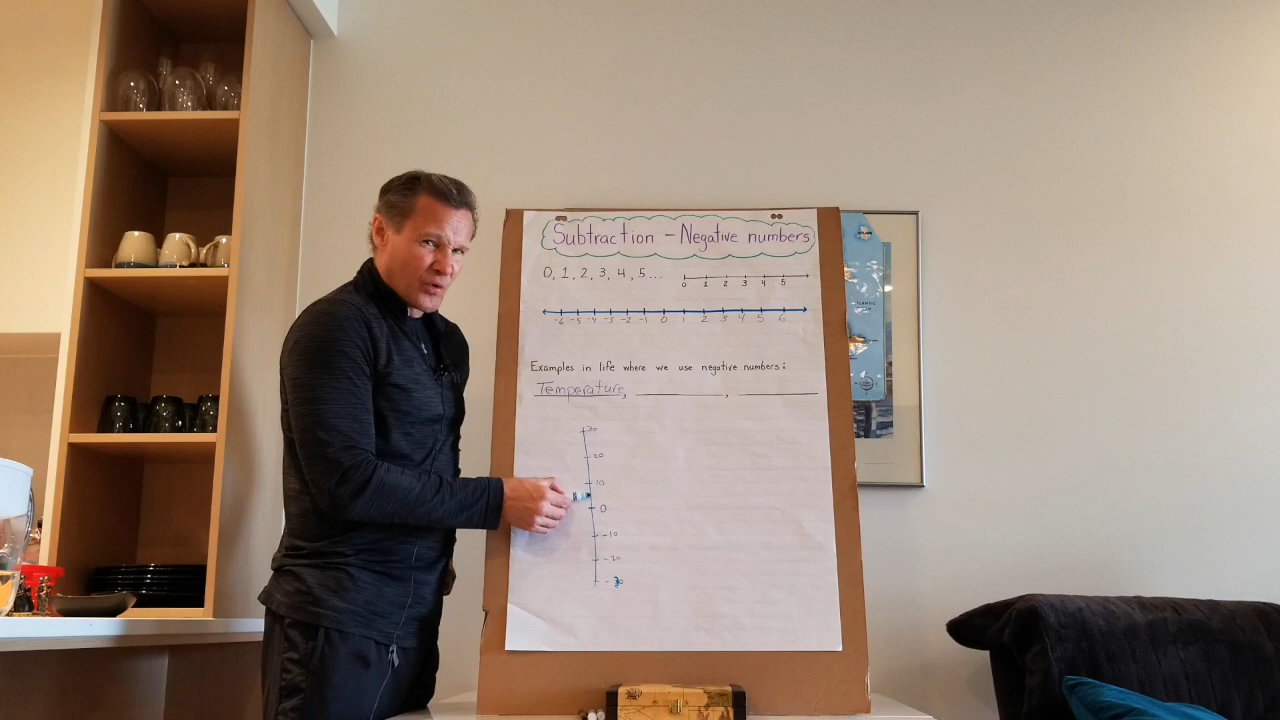 Subtraction - Negative numbers
0, 1, 2, 3, 4, 5...
0 1 2 3 4 5
-6 -5 -4 -3 -2 -1 0 1 2 3 4 5 6
Examples in life where we use negative numbers:
Temperature,
30
20
10
0
-10
-20
-30